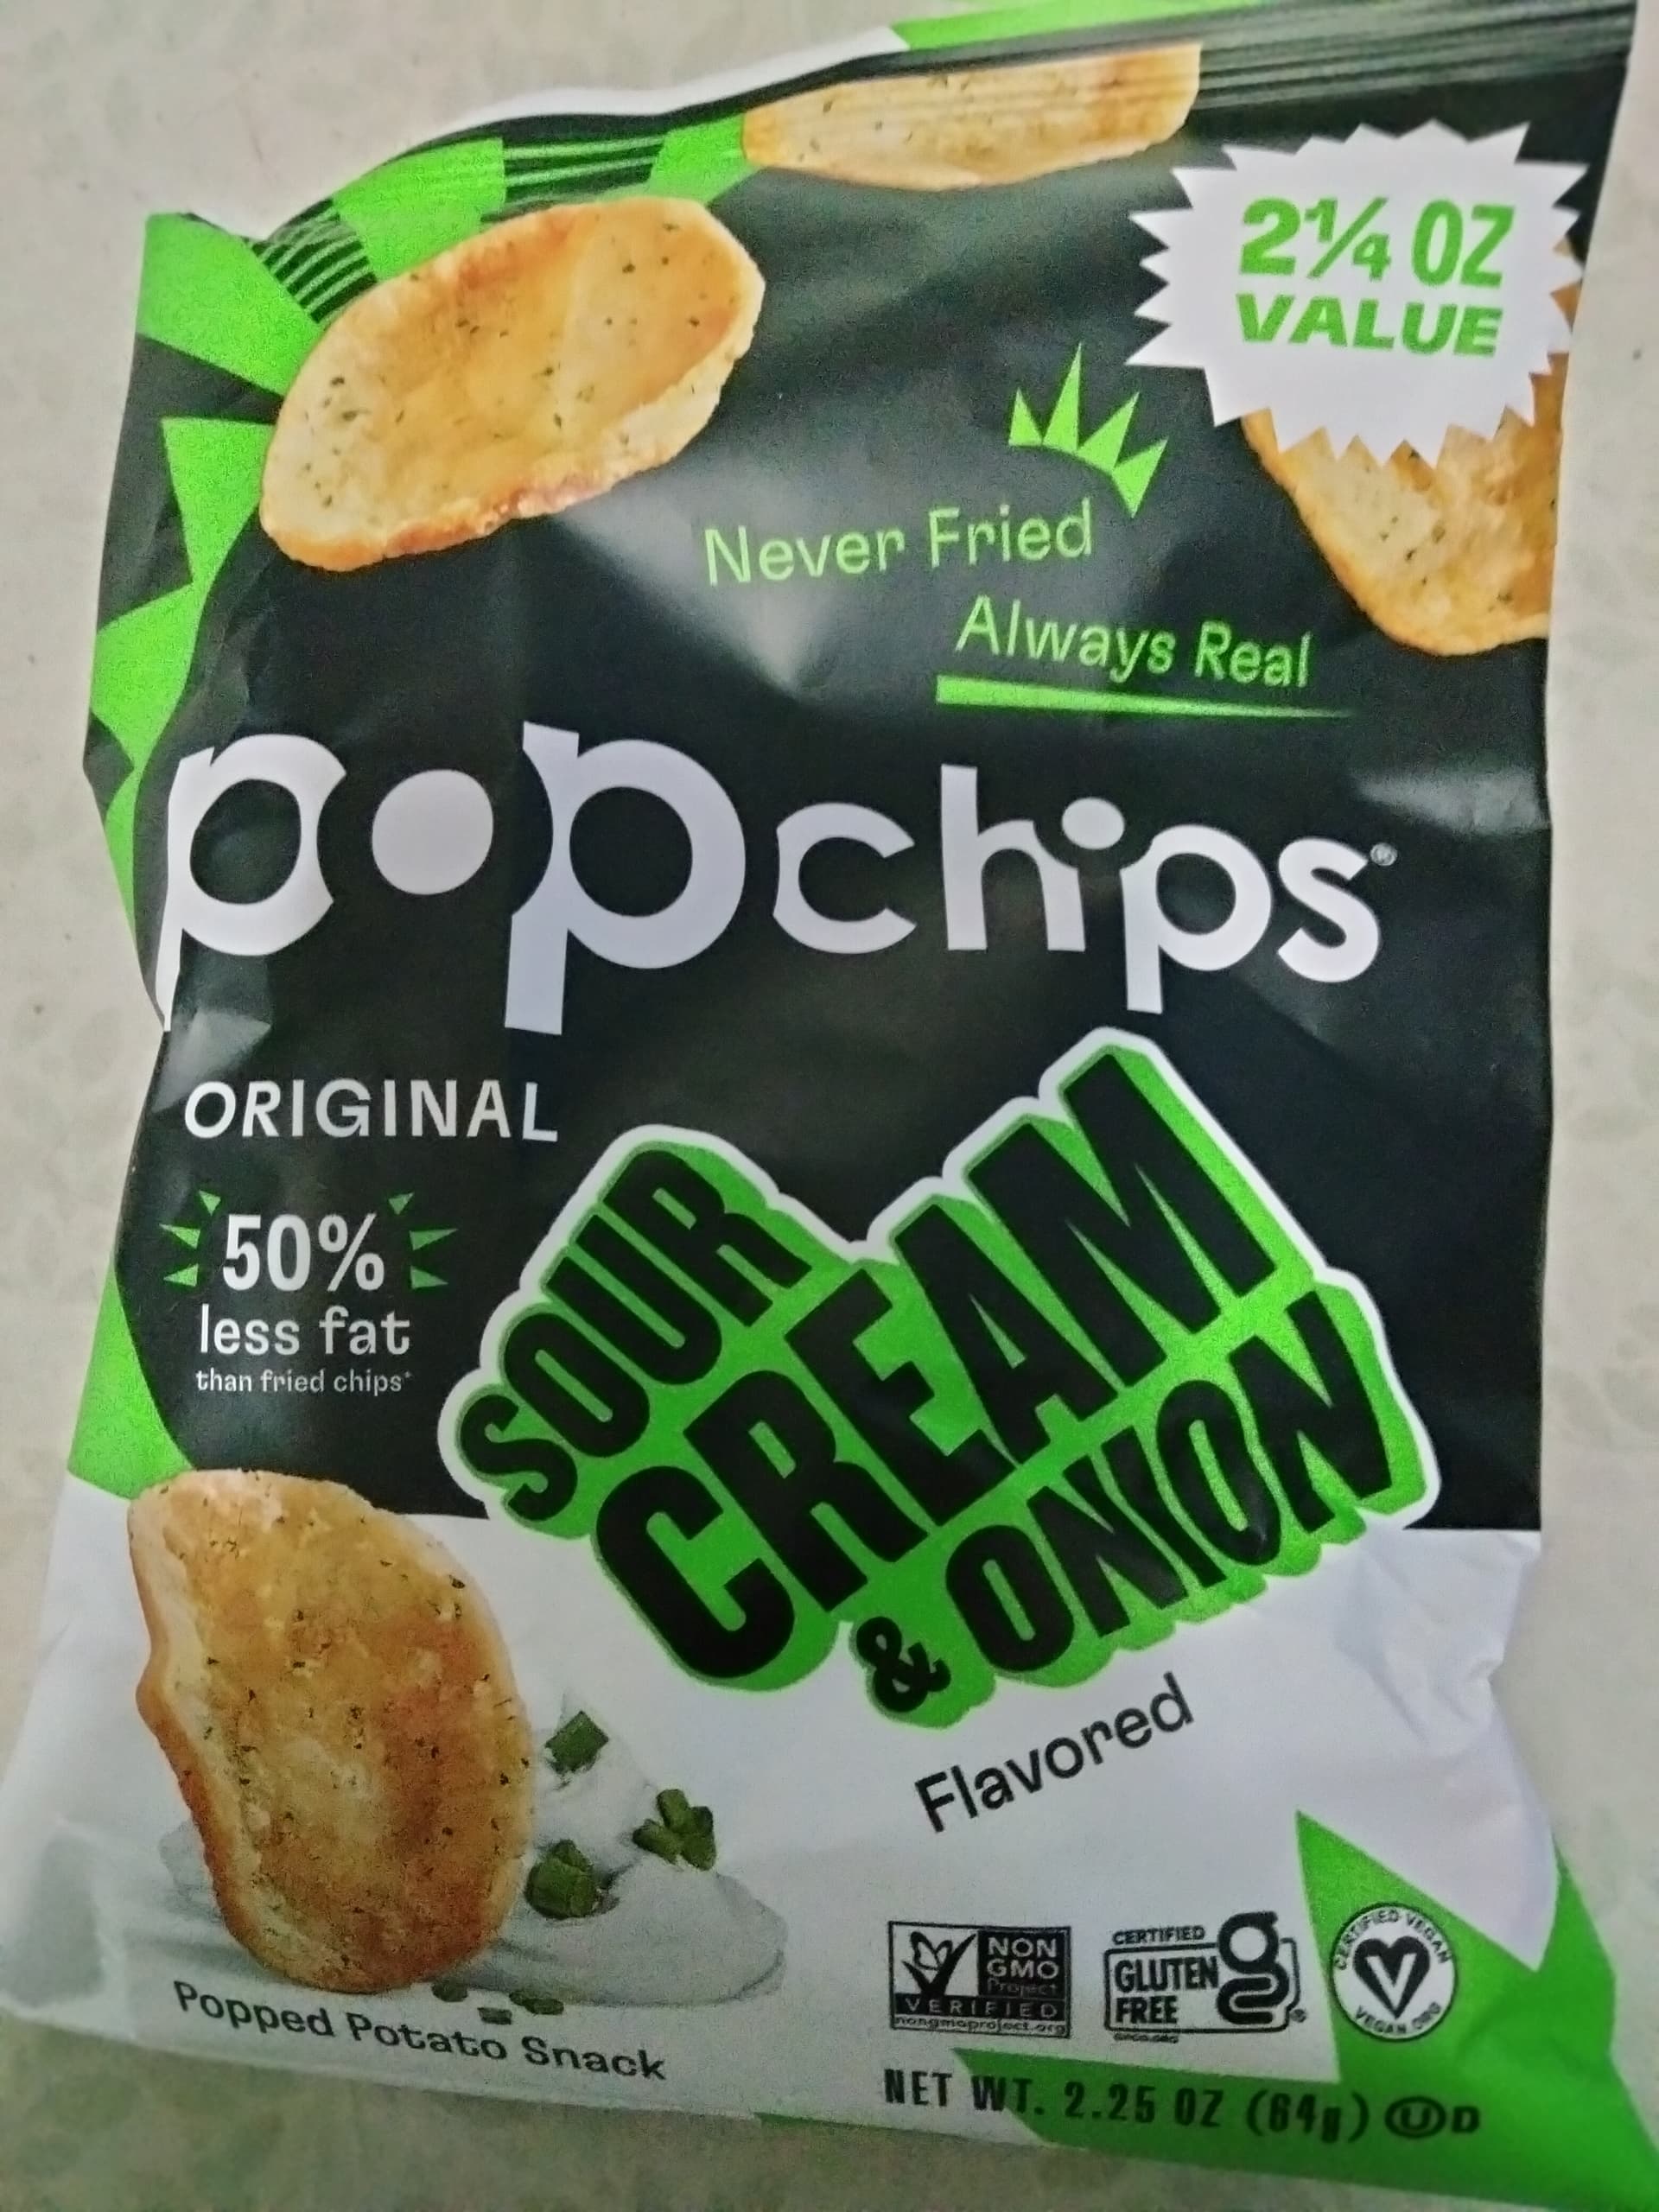 2¼ OZ
VALUE
Never Fried
Always Real
popchips®
ORIGINAL
50%
less fat
than fried chips*
SOUR
CREAM
& ONION
Flavored
Popped Potato Snack
NON
GMO
Project
VERIFIED
nongmoproject.org
CERTIFIED
GLUTEN
FREE
g®
CERTIFIED VEGAN
V
VEGAN.ORG
NET WT. 2.25 OZ (64g) Ⓤ D